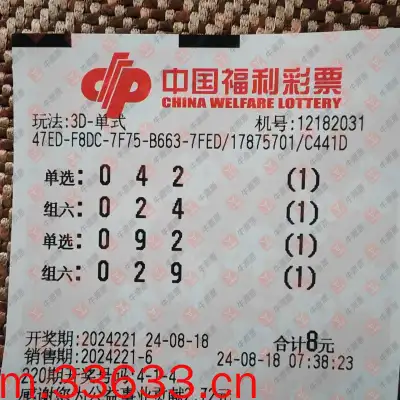 中国福利彩票
CHINA WELFARE LOTTERY
玩法:3D-单式 机号:12182031
47ED-F8DC-7F75-B663-7FED/17875701/C441D
单选: 0 4 2 (1)
组六: 0 2 4 (1)
单选: 0 9 2 (1)
组六: 0 2 9 (1)
开奖期:2024221 24-08-18 合计8元
销售期:2024221-6 24-08-18 07:38:23
m.33633.cn